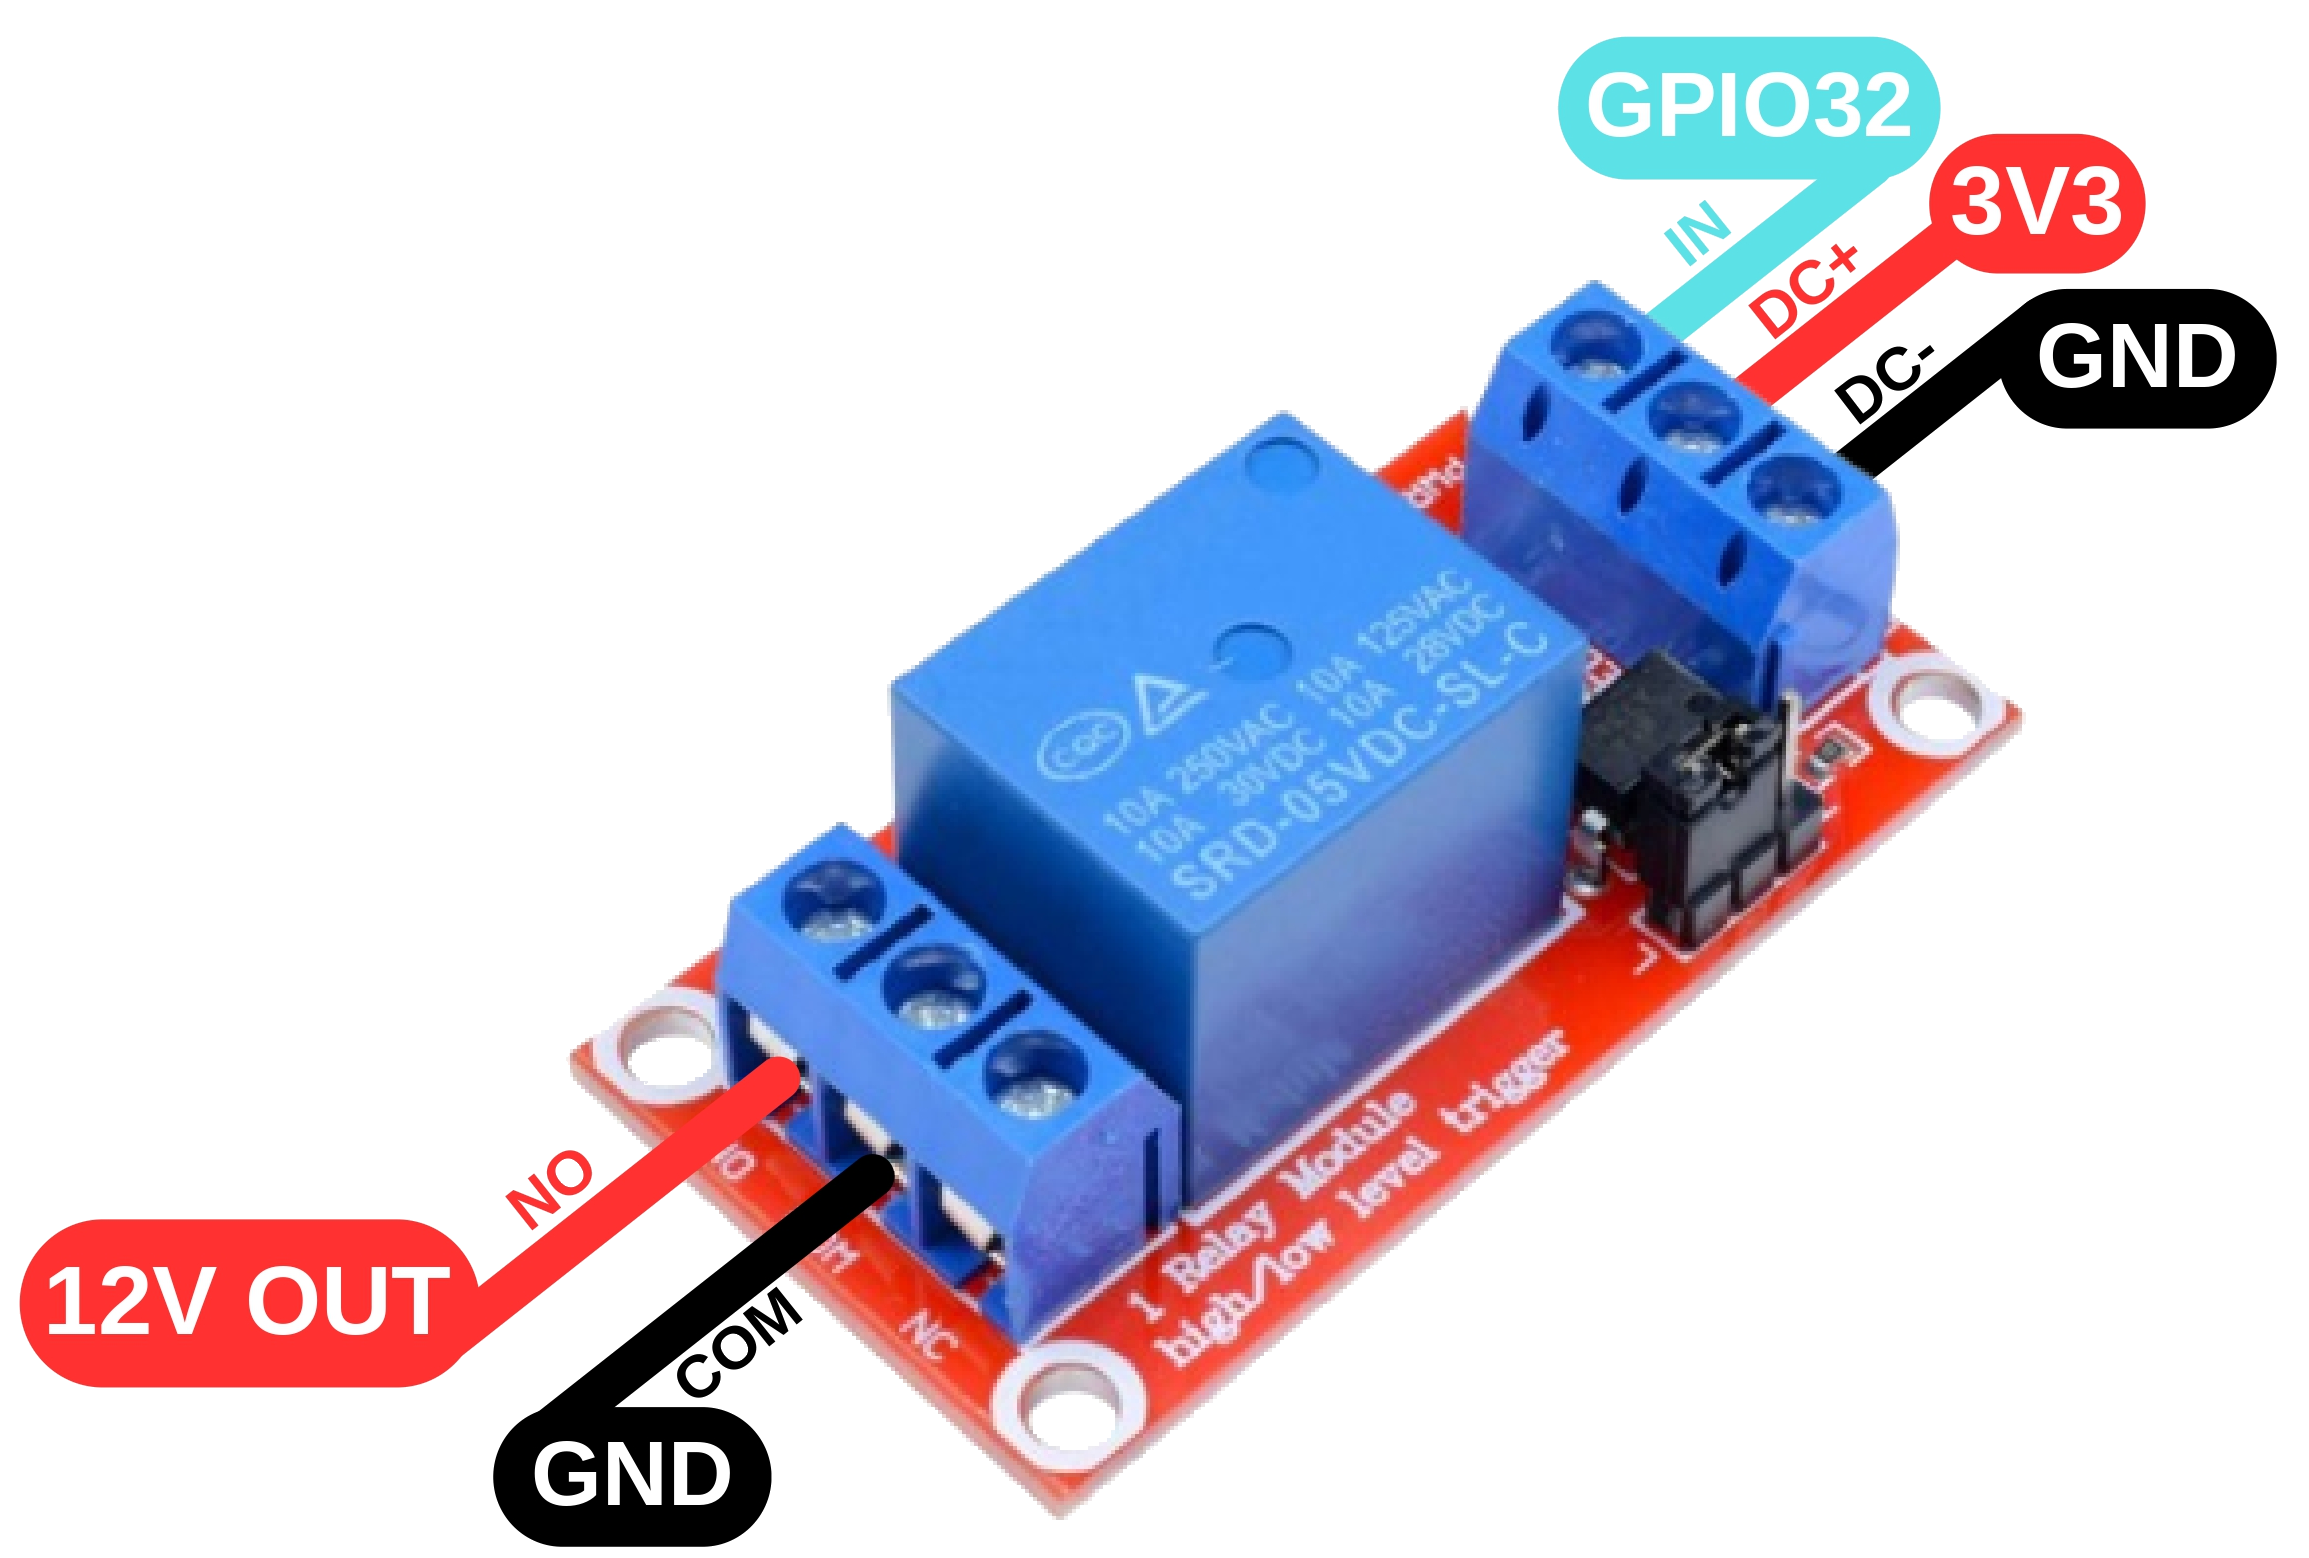 GPIO32
IN
3V3
DC+
GND
DC-
10A 250VAC 10A 125VAC
10A 30VDC 10A 28VDC
SRD-05VDC-SL-C
CQC
1 Relay Module
high/low level trigger
NO
12V OUT
COM
GND
NC